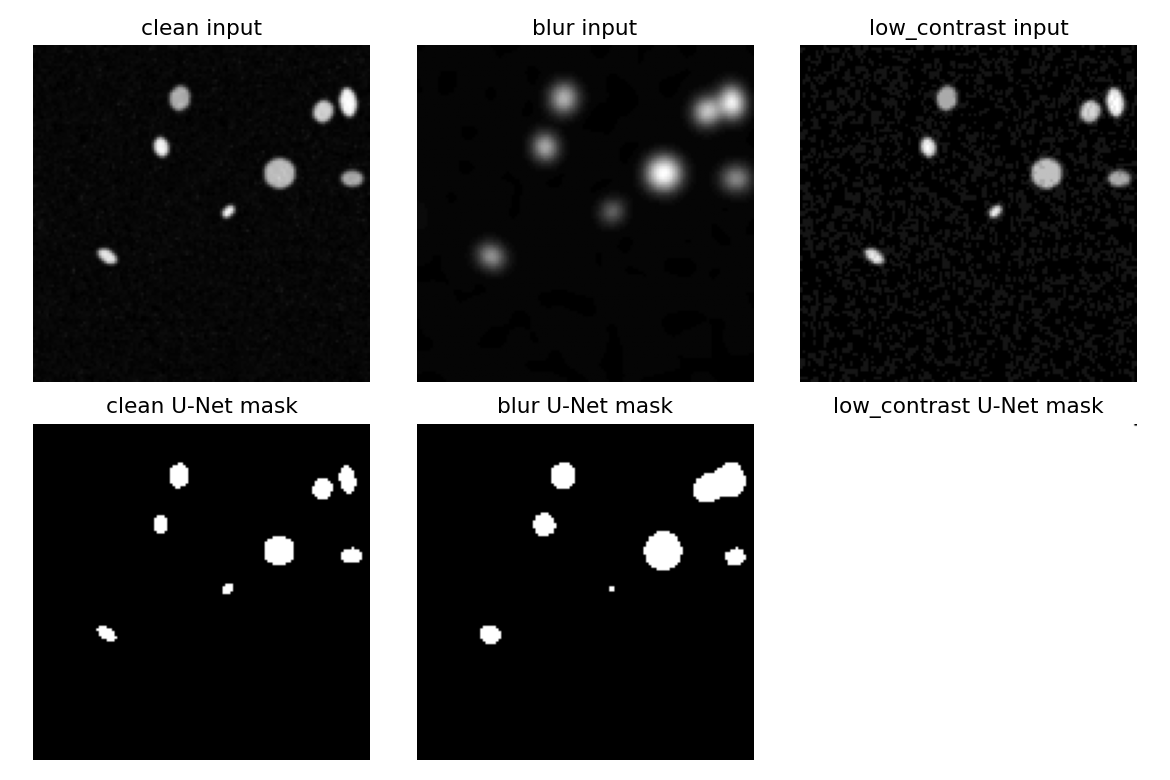 clean input
blur input
low_contrast input
clean U-Net mask
blur U-Net mask
low_contrast U-Net mask